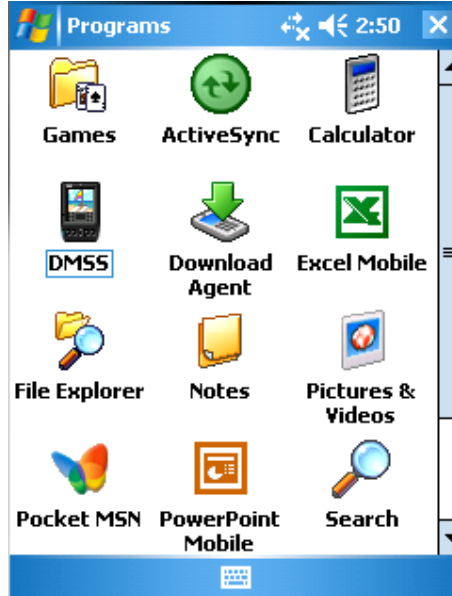 Programs 2:50
Games ActiveSync Calculator
DMSS Download Agent Excel Mobile
File Explorer Notes Pictures & Videos
Pocket MSN PowerPoint Mobile Search